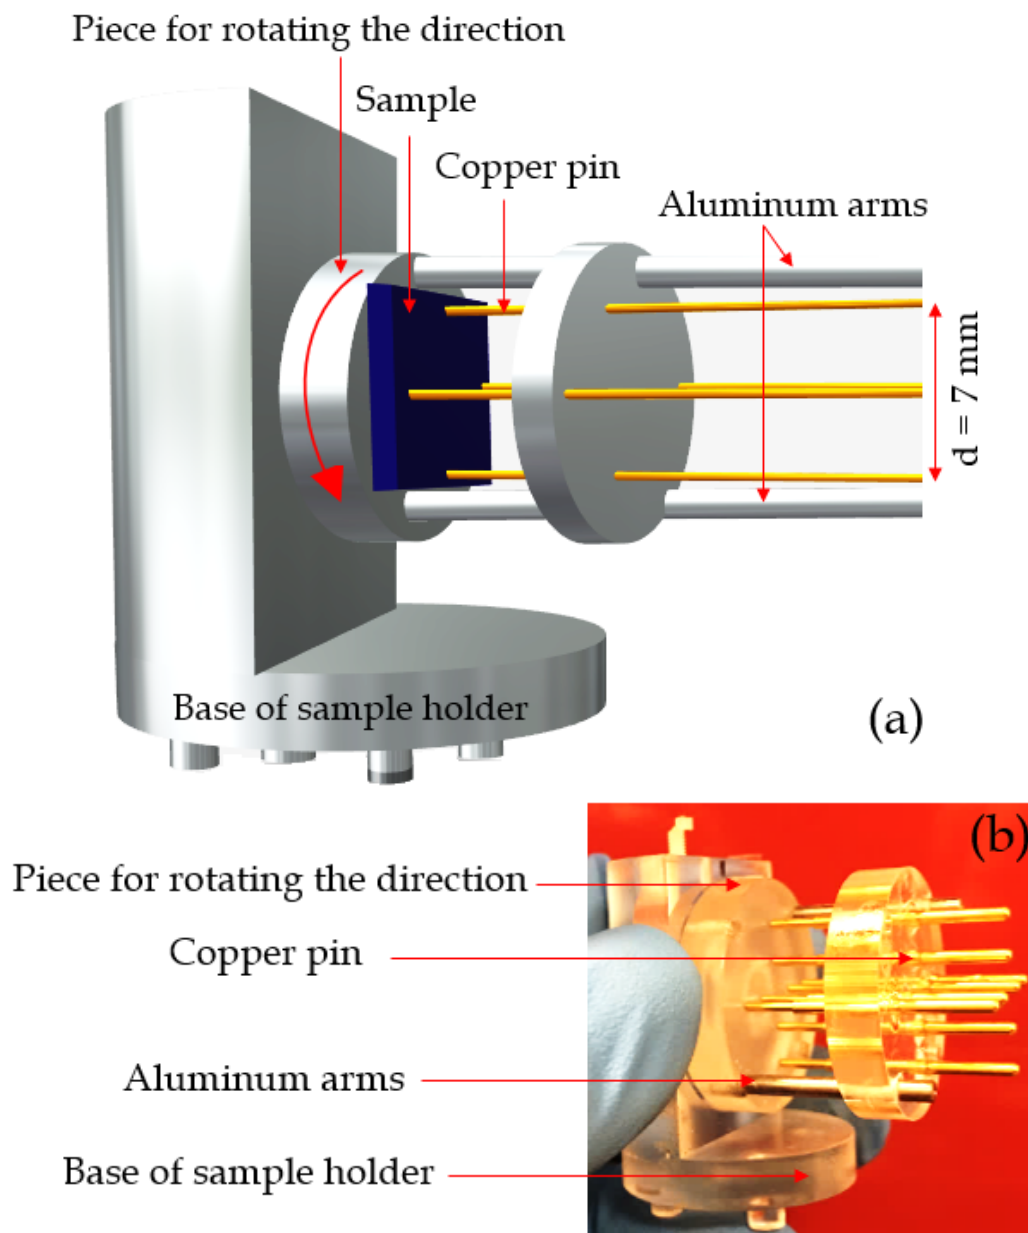 Piece for rotating the direction
Sample
Copper pin
Aluminum arms
d = 7 mm
Base of sample holder
(a)
(b)
Piece for rotating the direction
Copper pin
Aluminum arms
Base of sample holder